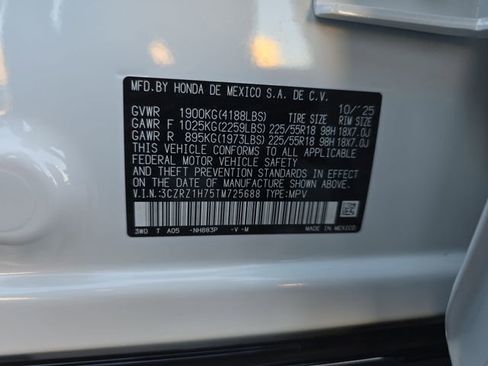 MFD.BY HONDA DE MEXICO S.A. DE C.V.
10/'25
GVWR 1900KG(4188LBS) TIRE SIZE RIM SIZE
GAWR F 1025KG(2259LBS) 225/55R18 98H 18X7.0J
GAWR R 895KG(1973LBS) 225/55R18 98H 18X7.0J
THIS VEHICLE CONFORMS TO ALL APPLICABLE
FEDERAL MOTOR VEHICLE SAFETY
AND THEFT PREVENTION STANDARDS IN EFFECT
ON THE DATE OF MANUFACTURE SHOWN ABOVE.
V.I.N.:3CZRZ1H75TM725688 TYPE:MPV
3WD T A05 -NH883P -V-M